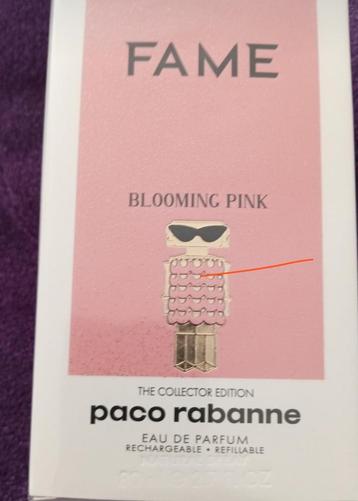 FAME
BLOOMING PINK
THE COLLECTOR EDITION
paco rabanne
EAU DE PARFUM
RECHARGEABLE • REFILLABLE